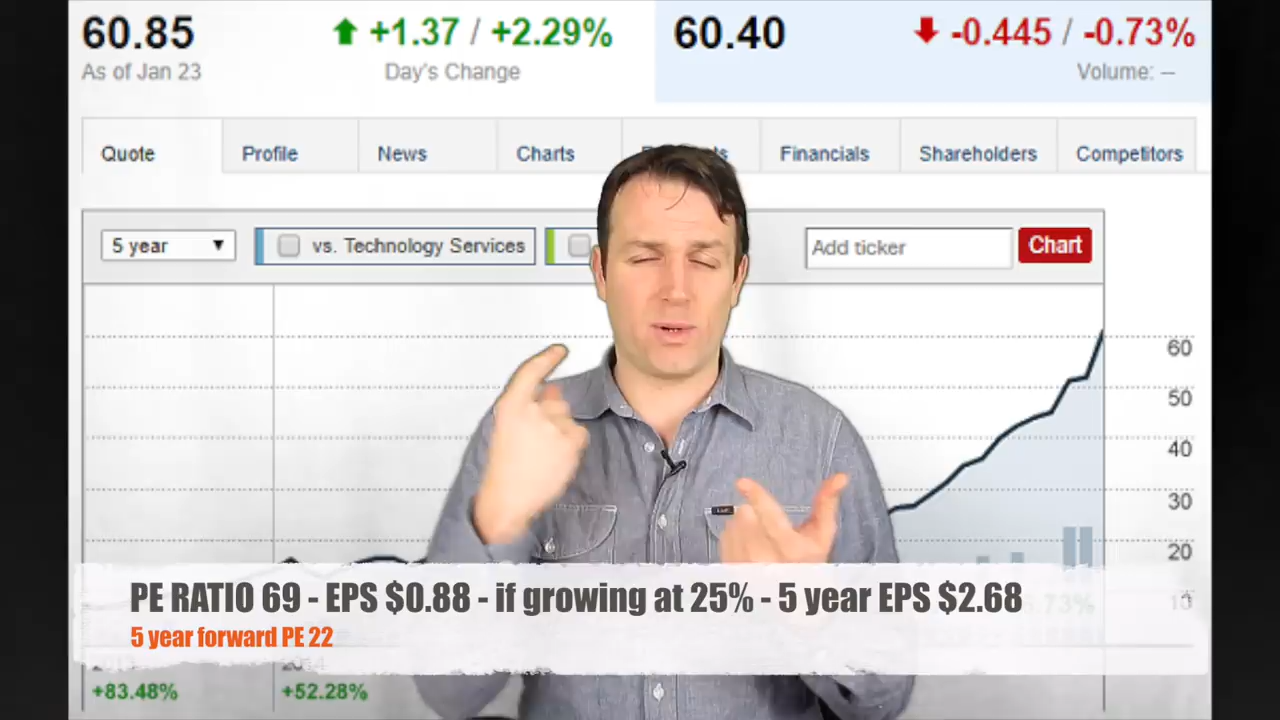 60.85
+1.37 / +2.29%
60.40
-0.445 / -0.73%
As of Jan 23
Day's Change
Volume: --
Quote
Profile
News
Charts
Financials
Shareholders
Competitors
5 year
vs. Technology Services
Add ticker
Chart
60
50
40
30
20
10
PE RATIO 69 - EPS $0.88 - if growing at 25% - 5 year EPS $2.68
5 year forward PE 22
+83.48%
+52.28%